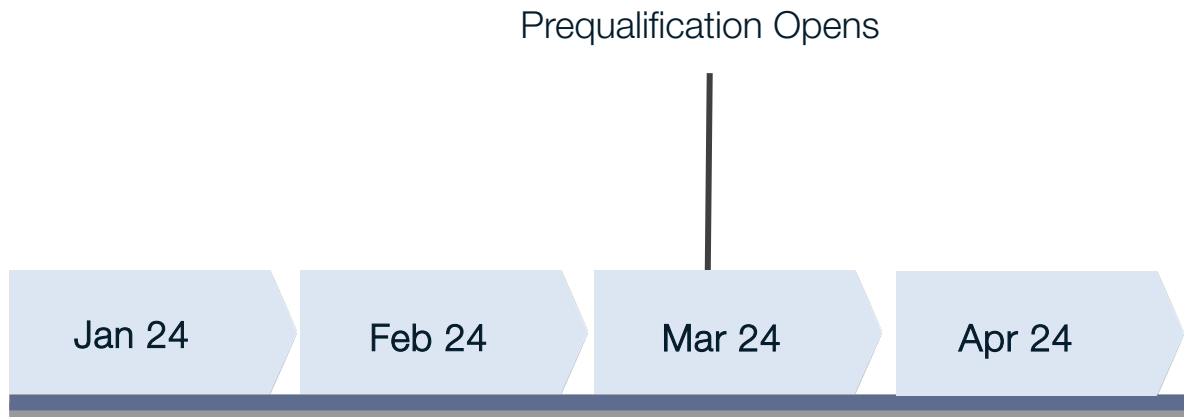 Prequalification Opens
Jan 24
Feb 24
Mar 24
Apr 24